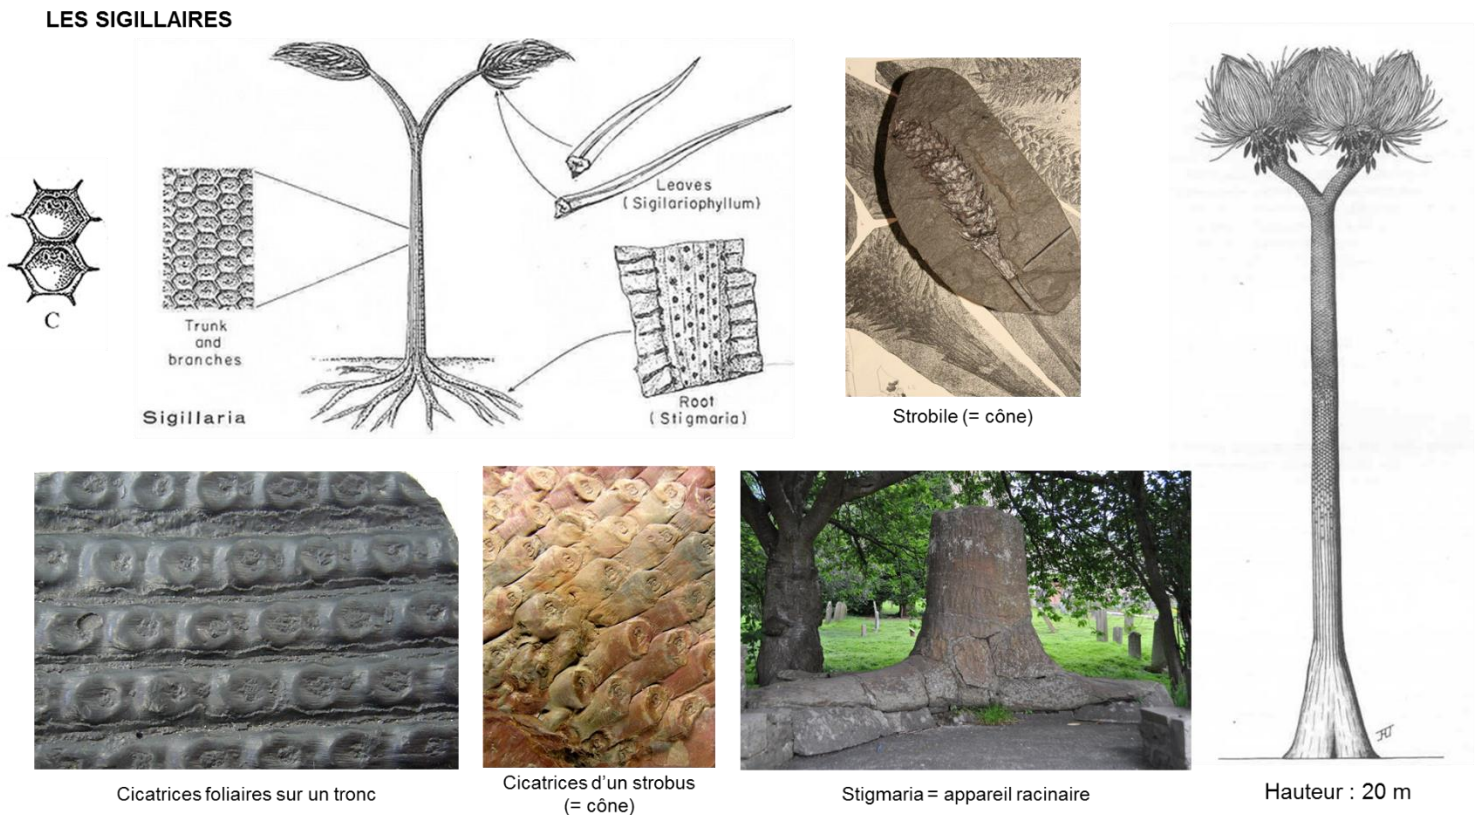 LES SIGILLAIRES
Leaves
(Sigilariophyllum)
C
Trunk
and
branches
Root
(Stigmaria)
Sigillaria
Strobile (= cône)
Cicatrices foliaires sur un tronc
Cicatrices d'un strobus
(= cône)
Stigmaria = appareil racinaire
Hauteur : 20 m